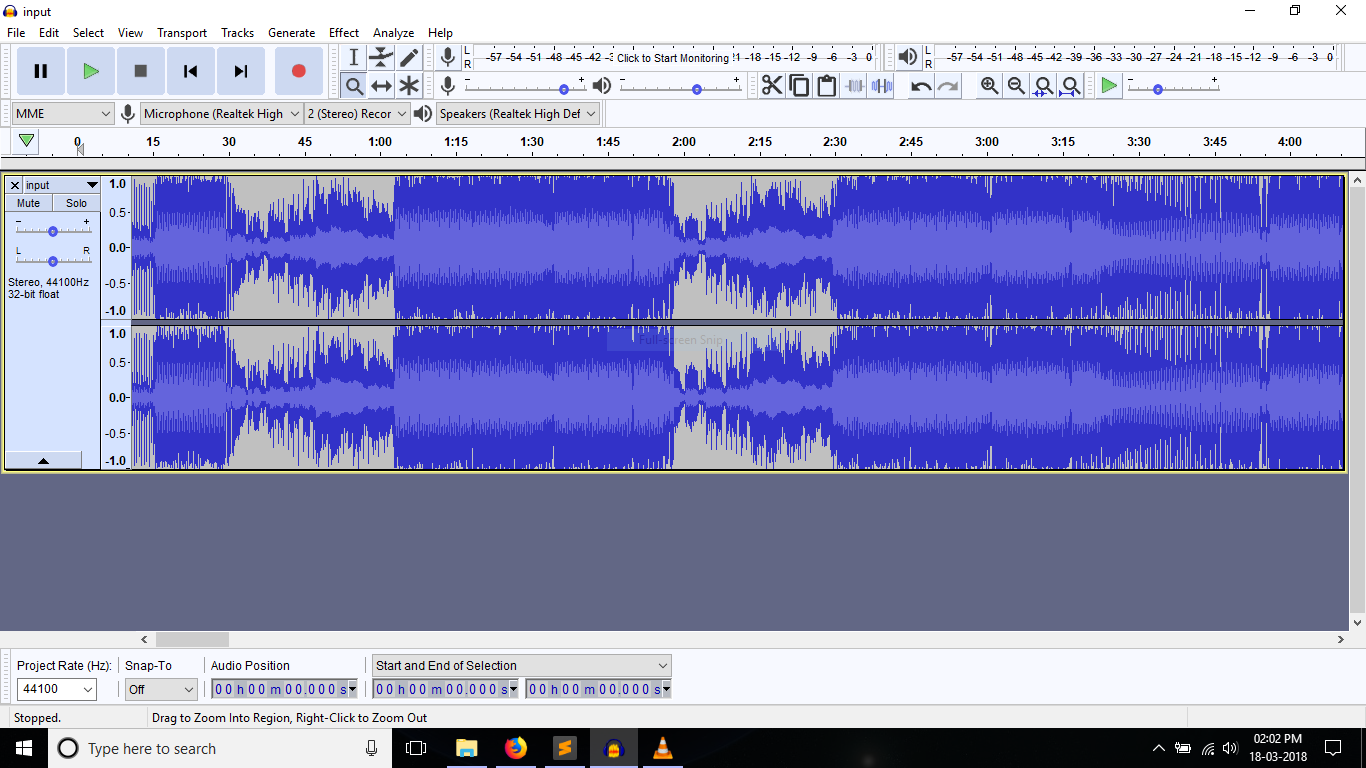 input
File Edit Select View Transport Tracks Generate Effect Analyze Help
L
R
-57 -54 -51 -48 -45 -42 -3 Click to Start Monitoring !1 -18 -15 -12 -9 -6 -3 0
L
R
-57 -54 -51 -48 -45 -42 -39 -36 -33 -30 -27 -24 -21 -18 -15 -12 -9 -6 -3 0
- +
- +
- +
MME Microphone (Realtek High 2 (Stereo) Recor Speakers (Realtek High Def
0 15 30 45 1:00 1:15 1:30 1:45 2:00 2:15 2:30 2:45 3:00 3:15 3:30 3:45 4:00
× input
Mute Solo
- +
L R
Stereo, 44100Hz
32-bit float
1.0
0.5-
0.0-
-0.5-
-1.0
1.0
0.5-
0.0-
-0.5-
-1.0
Full-screen Snip
Project Rate (Hz): Snap-To Audio Position Start and End of Selection
44100 Off 00 h 00 m 00.000 s 00 h 00 m 00.000 s 00 h 00 m 00.000 s
Stopped. Drag to Zoom Into Region, Right-Click to Zoom Out
Type here to search
02:02 PM
18-03-2018